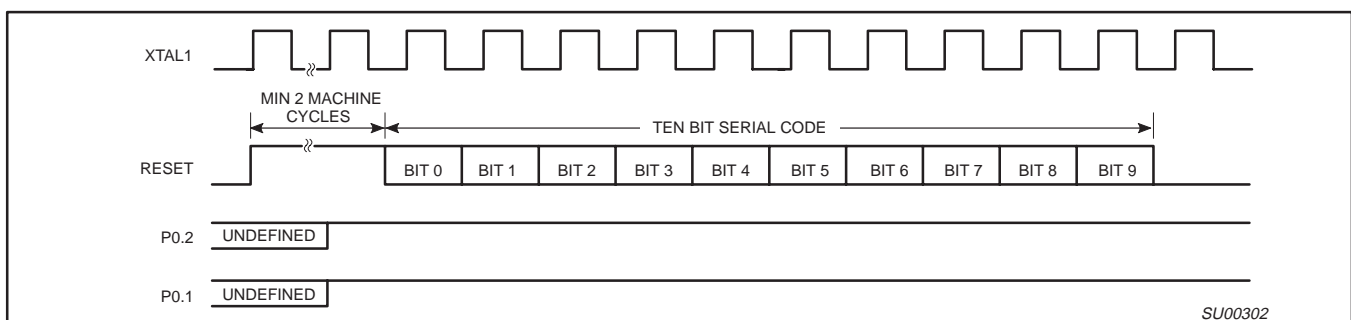 XTAL1
MIN 2 MACHINE
CYCLES
TEN BIT SERIAL CODE
RESET
BIT 0 BIT 1 BIT 2 BIT 3 BIT 4 BIT 5 BIT 6 BIT 7 BIT 8 BIT 9
P0.2 UNDEFINED
P0.1 UNDEFINED
SU00302